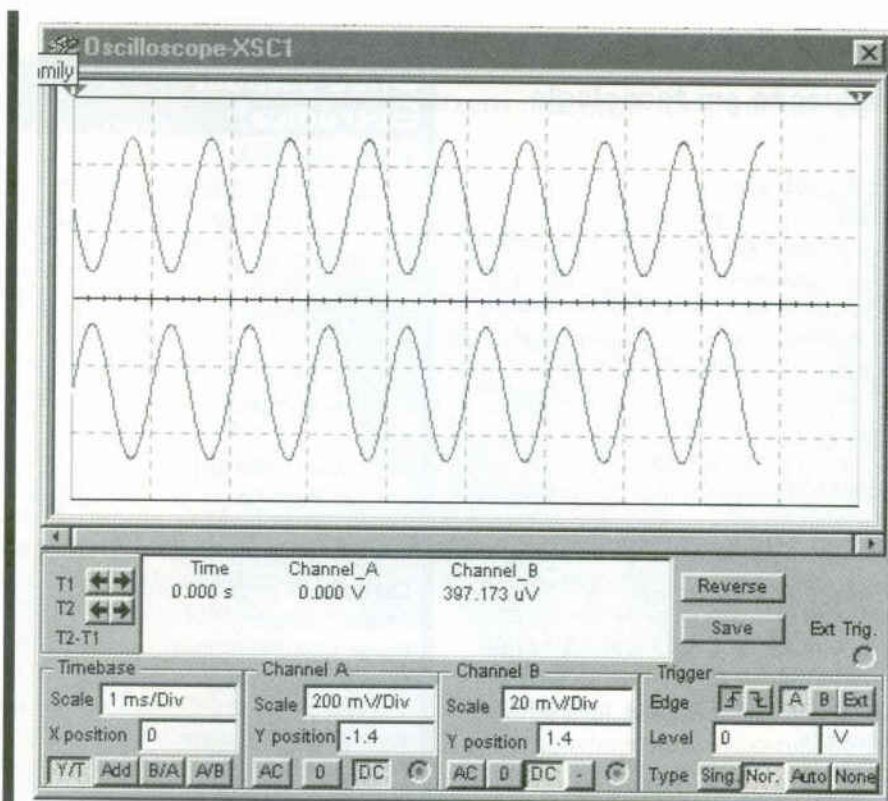 Oscilloscope-XSC1
mily
T1
T2
T2-T1
Time Channel_A Channel_B
0.000 s 0.000 V 397.173 uV
Reverse
Save
Ext Trig.
Timebase
Scale 1 ms/Div
X position 0
Y/T Add B/A A/B
Channel A
Scale 200 mV/Div
Y position -1.4
AC 0 DC
Channel B
Scale 20 mV/Div
Y position 1.4
AC 0 DC -
Trigger
Edge A B Ext
Level 0 V
Type Sing. Nor. Auto None